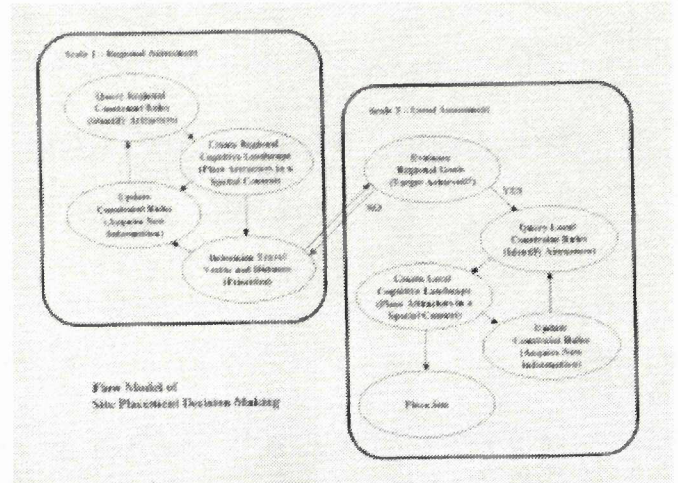 Scale 1 - Regional Assessment
Query Regional
Constraint Rules
(Identify Attractors)
Create Regional
Cognitive Landscape
(Place Attractors in a
Spatial Context)
Update
Constraint Rules
(Acquire New
Information)
Determine Travel
Vector and Distance
Scale 2 - Local Assessment
Evaluate
Regional Goals
(Target Achieved?)
YES
NO
Query Local
Constraint Rules
(Identify Attractors)
Create Local
Cognitive Landscape
(Place Attractors in a
Spatial Context)
Update
Constraint Rules
(Acquire New
Information)
Place Site
Flow Model of
Site Placement Decision Making